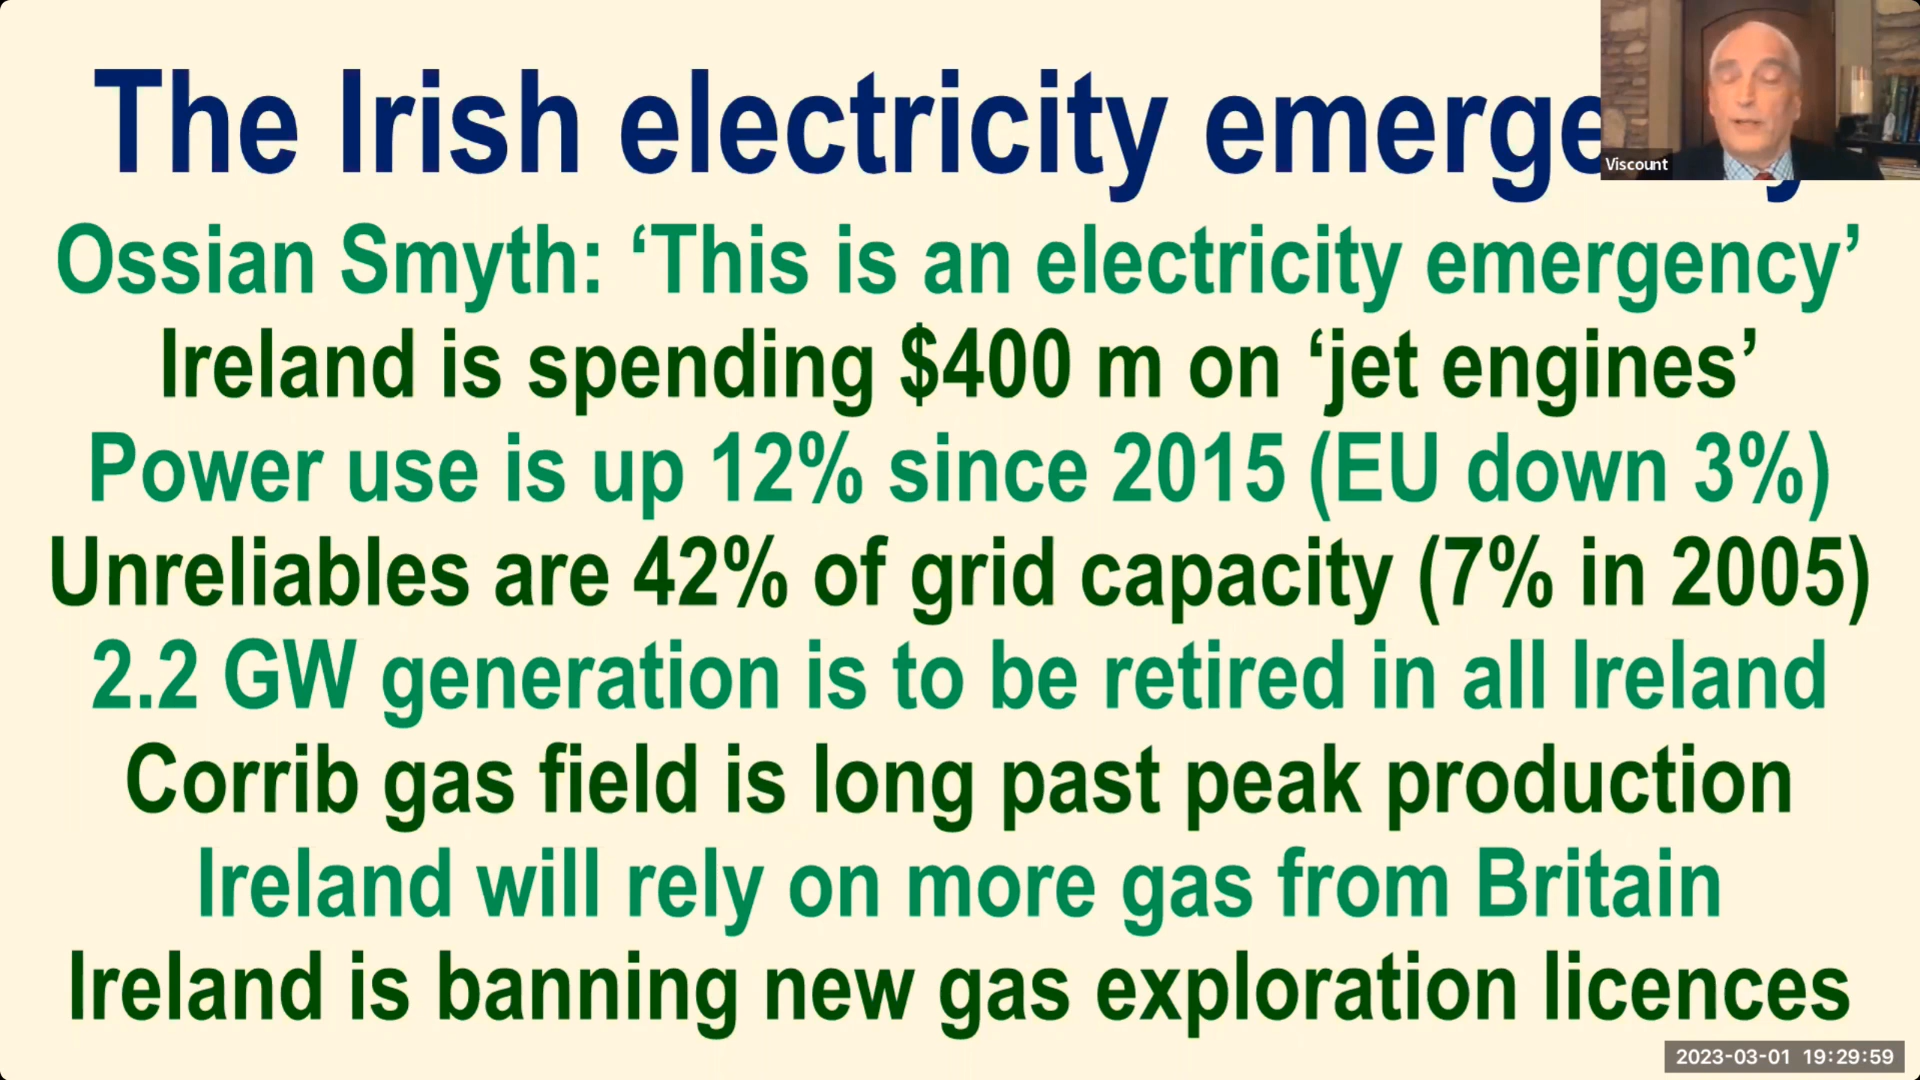 The Irish electricity emerge
Viscount
Ossian Smyth: ‘This is an electricity emergency’
Ireland is spending $400 m on ‘jet engines’
Power use is up 12% since 2015 (EU down 3%)
Unreliables are 42% of grid capacity (7% in 2005)
2.2 GW generation is to be retired in all Ireland
Corrib gas field is long past peak production
Ireland will rely on more gas from Britain
Ireland is banning new gas exploration licences
2023-03-01 19:29:59